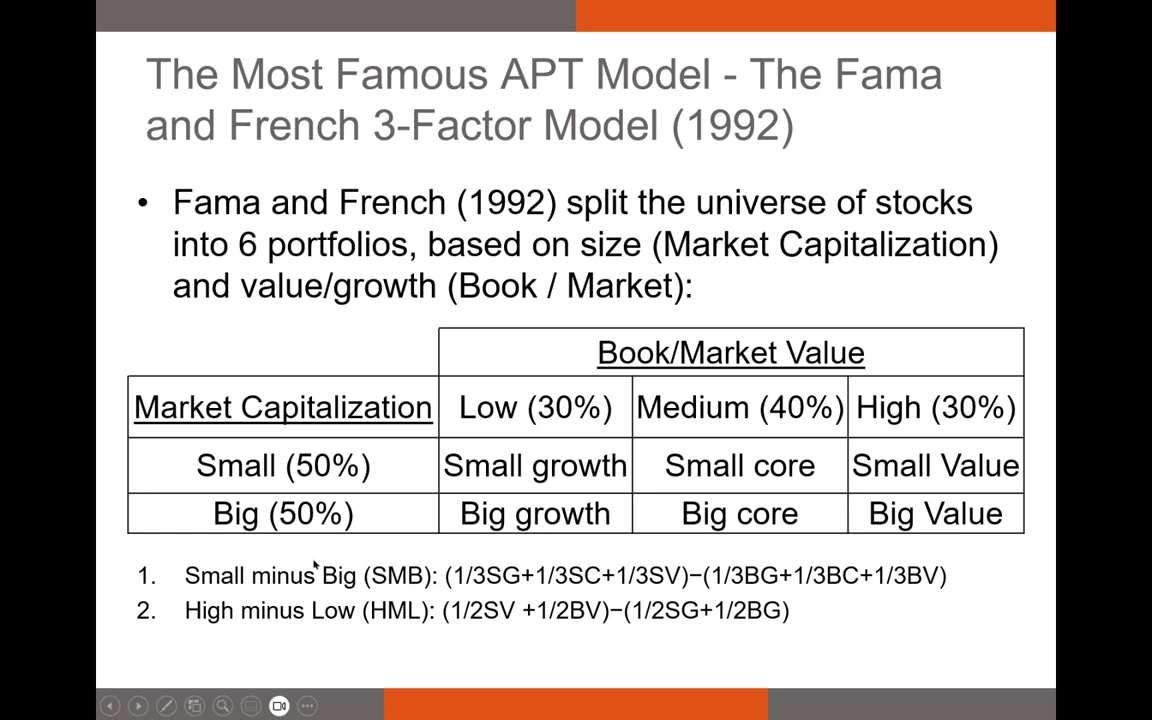 The Most Famous APT Model - The Fama
and French 3-Factor Model (1992)
• Fama and French (1992) split the universe of stocks
into 6 portfolios, based on size (Market Capitalization)
and value/growth (Book / Market):
Book/Market Value
Market Capitalization Low (30%) Medium (40%) High (30%)
Small (50%) Small growth Small core Small Value
Big (50%) Big growth Big core Big Value
1. Small minus Big (SMB): (1/3SG+1/3SC+1/3SV)−(1/3BG+1/3BC+1/3BV)
2. High minus Low (HML): (1/2SV +1/2BV)−(1/2SG+1/2BG)